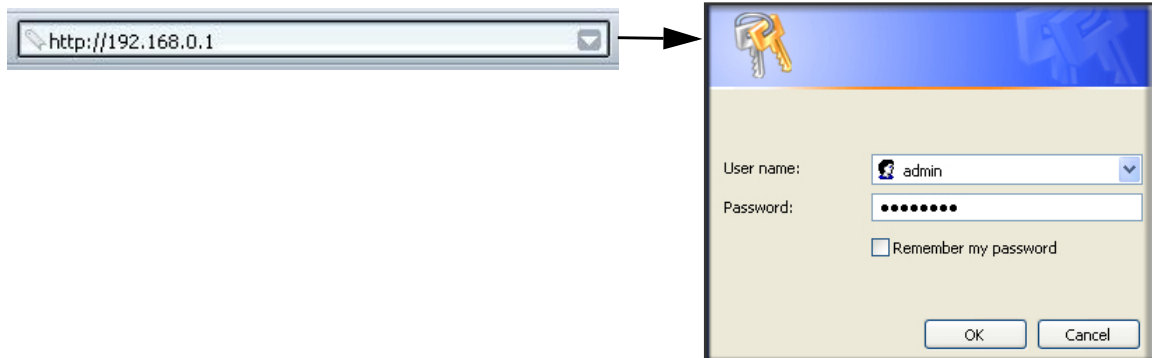 http://192.168.0.1
User name:
admin
Password:
••••••••
Remember my password
OK
Cancel